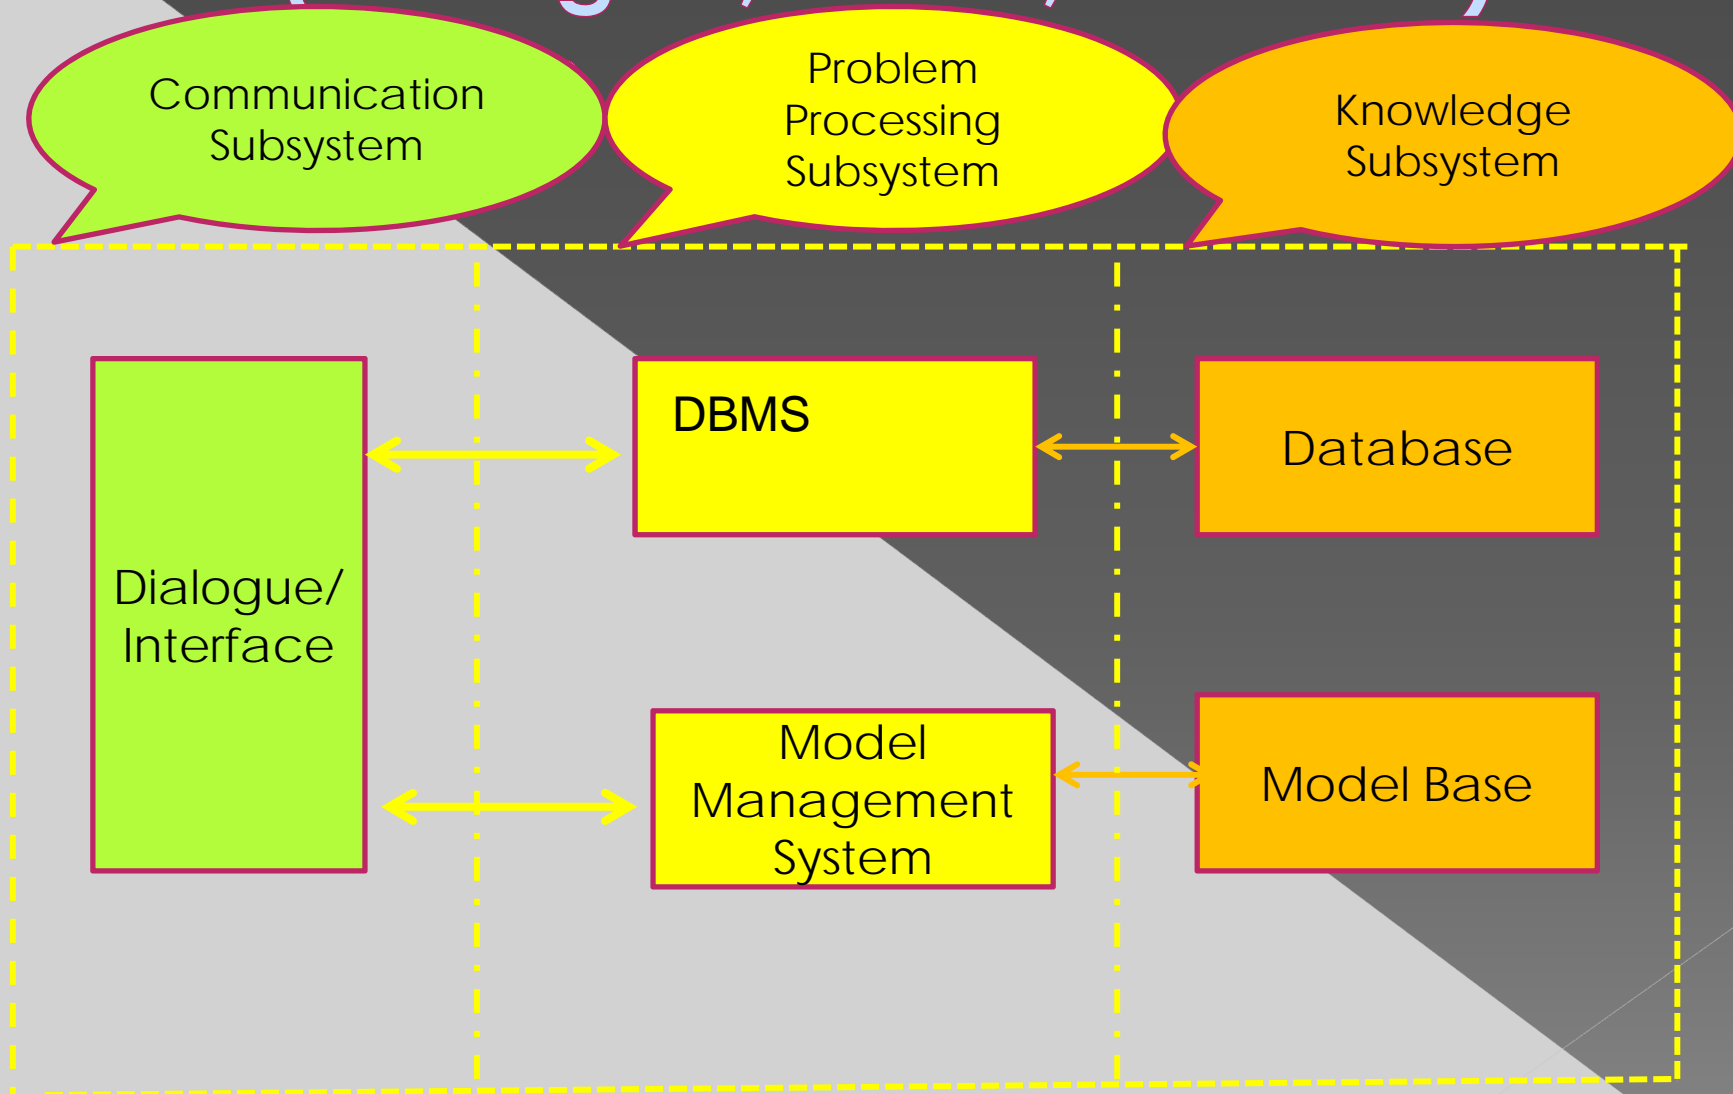 Communication
Subsystem
Problem
Processing
Subsystem
Knowledge
Subsystem
DBMS
Database
Dialogue/
Interface
Model
Management
System
Model Base